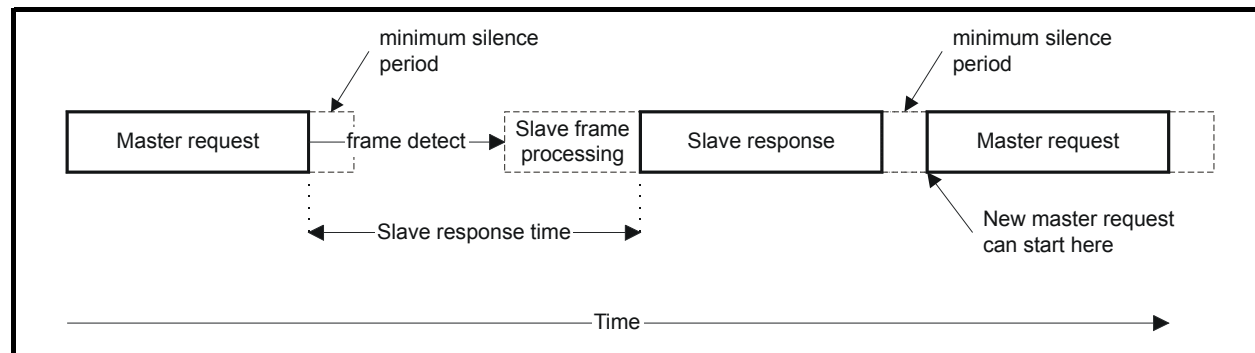 minimum silence
period
minimum silence
period
Master request
frame detect
Slave frame
processing
Slave response
Master request
Slave response time
New master request
can start here
Time